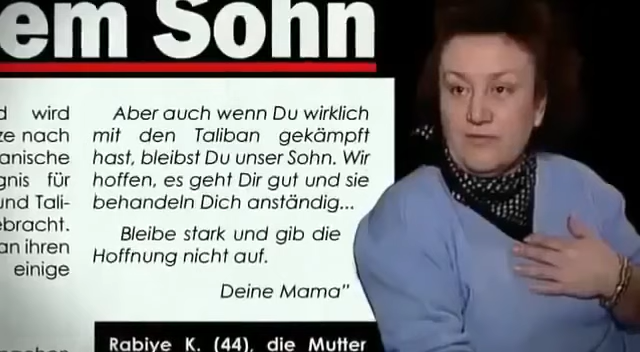 em Sohn
d wird
ze nach
anische
gnis für
und Tali-
bracht.
an ihren
einige
Aber auch wenn Du wirklich
mit den Taliban gekämpft
hast, bleibst Du unser Sohn. Wir
hoffen, es geht Dir gut und sie
behandeln Dich anständig...
Bleibe stark und gib die
Hoffnung nicht auf.
Deine Mama"
Rabiye K. (44), die Mutter